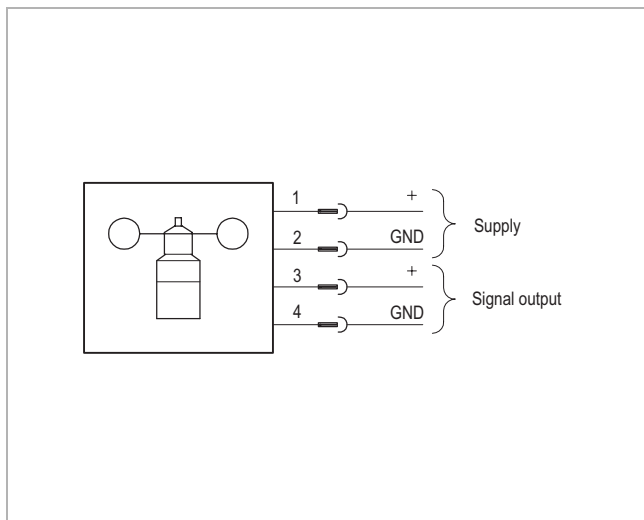 1 +
2 GND
Supply
3 +
4 GND
Signal output